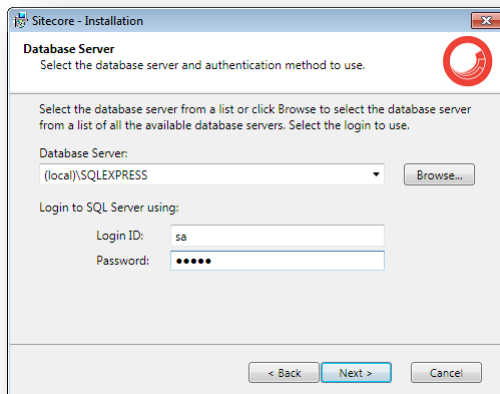 Sitecore - Installation
Database Server
Select the database server and authentication method to use.
Select the database server from a list or click Browse to select the database server
from a list of all the available database servers. Select the login to use.
Database Server:
(local)\SQLEXPRESS
Browse...
Login to SQL Server using:
Login ID:
sa
Password:
●●●●●
< Back
Next >
Cancel